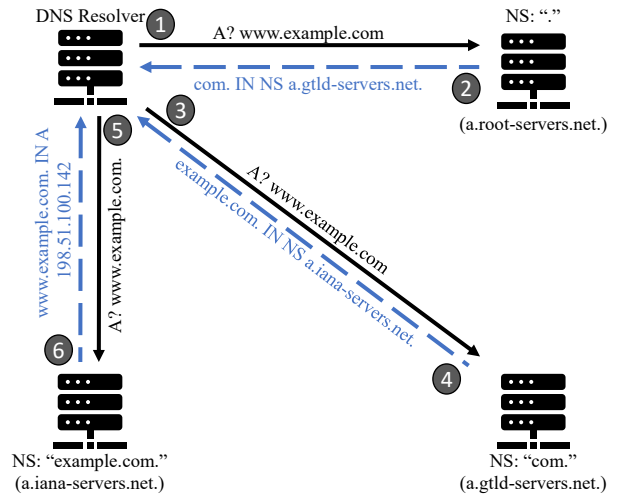 DNS Resolver
1
A? www.example.com
NS: “.”
com. IN NS a.gtld-servers.net.
2
(a.root-servers.net.)
3
5
A? www.example.com
example.com. IN NS a.iana-servers.net.
www.example.com. IN A
198.51.100.142
A? www.example.com.
6
4
NS: “example.com.”
(a.iana-servers.net.)
NS: “com.”
(a.gtld-servers.net.)